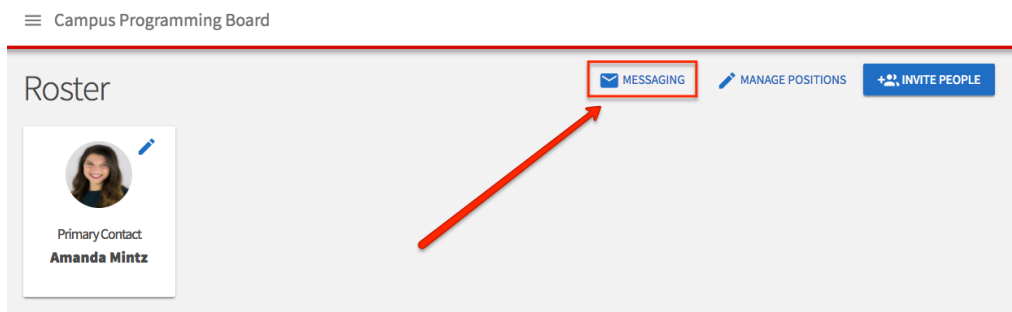 Campus Programming Board
Roster
MESSAGING
MANAGE POSITIONS
INVITE PEOPLE
Primary Contact
Amanda Mintz